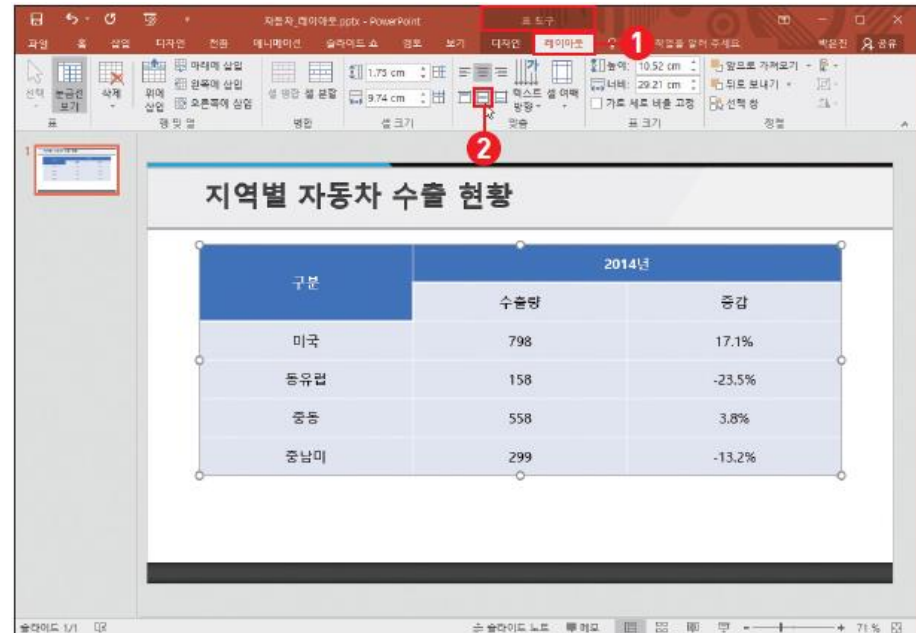 자동차_레이아웃.pptx - PowerPoint
표 도구
파일 홈 삽입 디자인 전환 애니메이션 슬라이드 쇼 검토 보기 디자인 레이아웃
1
박은진 공유
선택
눈금선 보기
삭제
위에 삽입
아래에 삽입
왼쪽에 삽입
오른쪽에 삽입
셀 병합
셀 분할
1.75 cm
9.74 cm
텍스트 방향
셀 여백
높이: 10.52 cm
너비: 29.21 cm
가로 세로 비율 고정
앞으로 가져오기
뒤로 보내기
선택 창
표
행 및 열
병합
셀 크기
맞춤
표 크기
정렬
2
1
지역별 자동차 수출 현황
구분 2014년
수출량 증감
미국 798 17.1%
동유럽 158 -23.5%
중동 558 3.8%
중남미 299 -13.2%
슬라이드 1/1
슬라이드 노트 메모 71 %